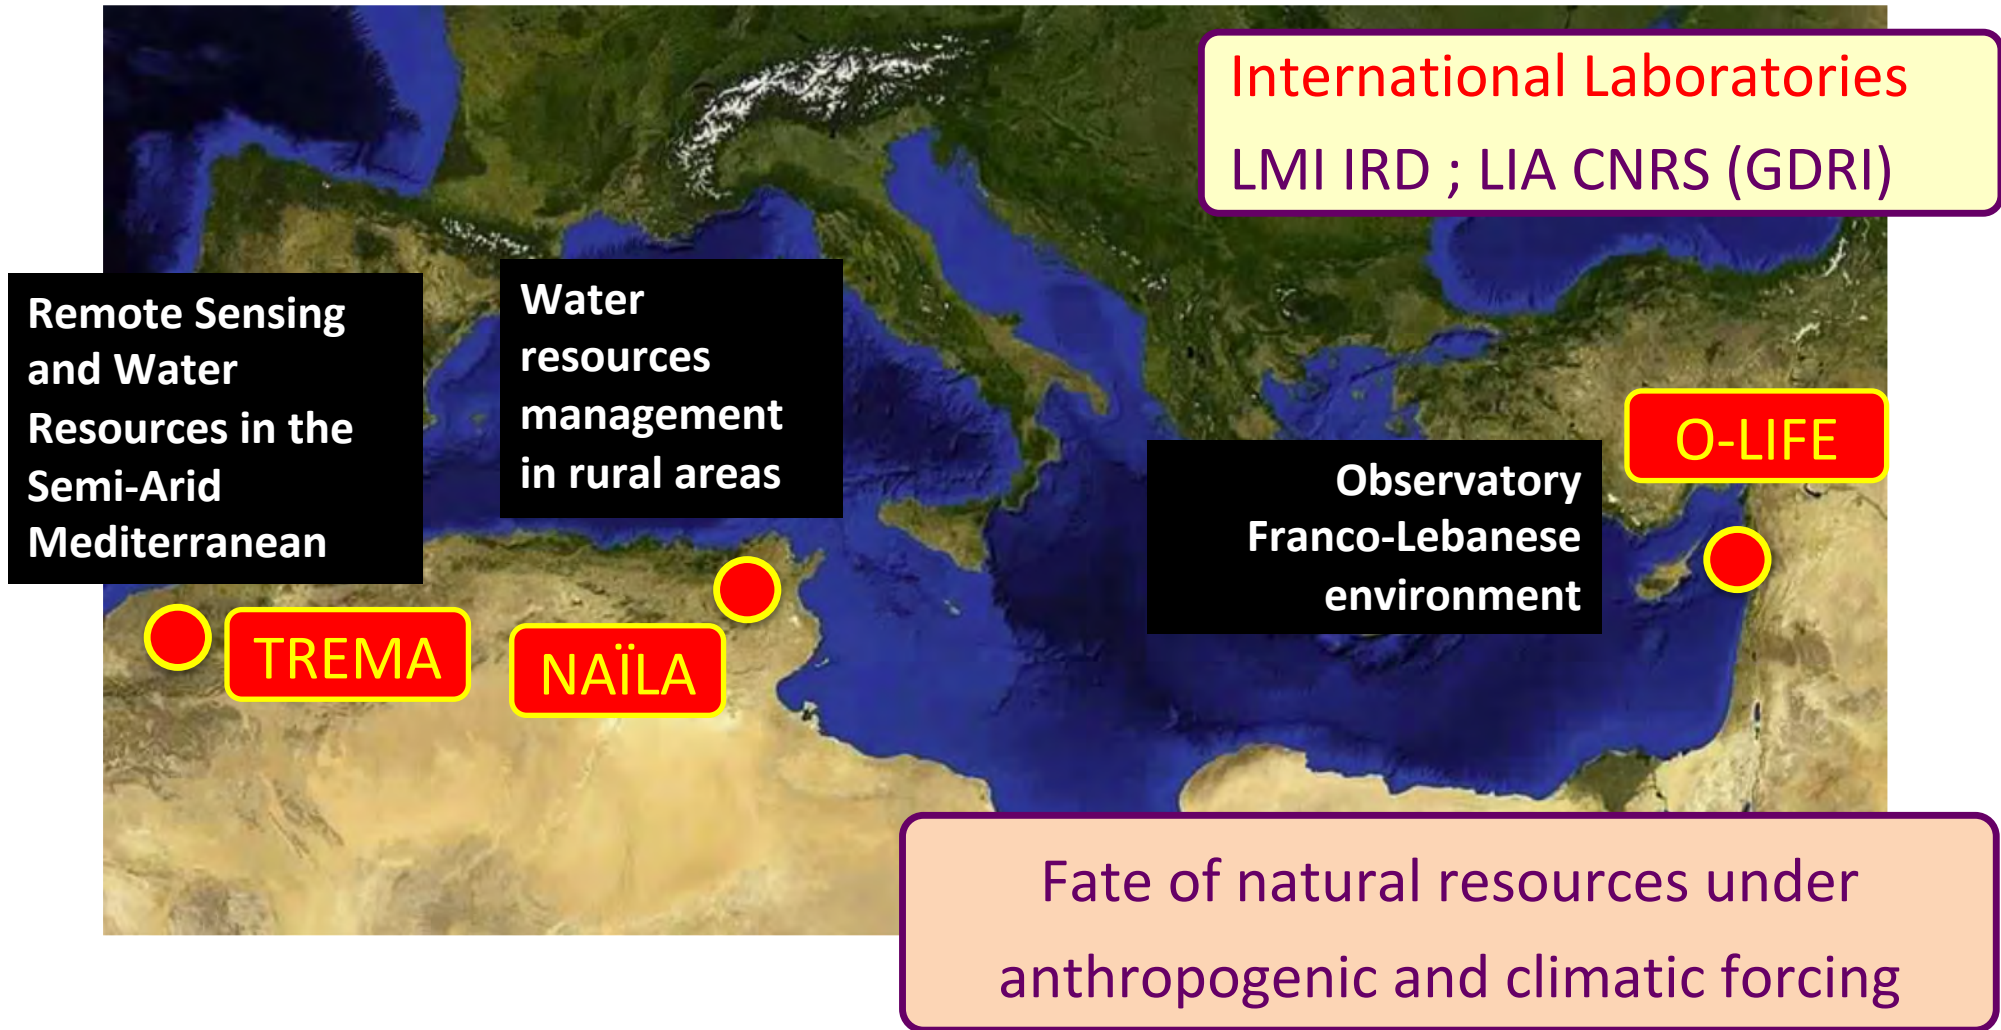 International Laboratories
LMI IRD ; LIA CNRS (GDRI)
Remote Sensing
and Water
Resources in the
Semi-Arid
Mediterranean
Water
resources
management
in rural areas
O-LIFE
Observatory
Franco-Lebanese
environment
TREMA
NAÏLA
Fate of natural resources under
anthropogenic and climatic forcing